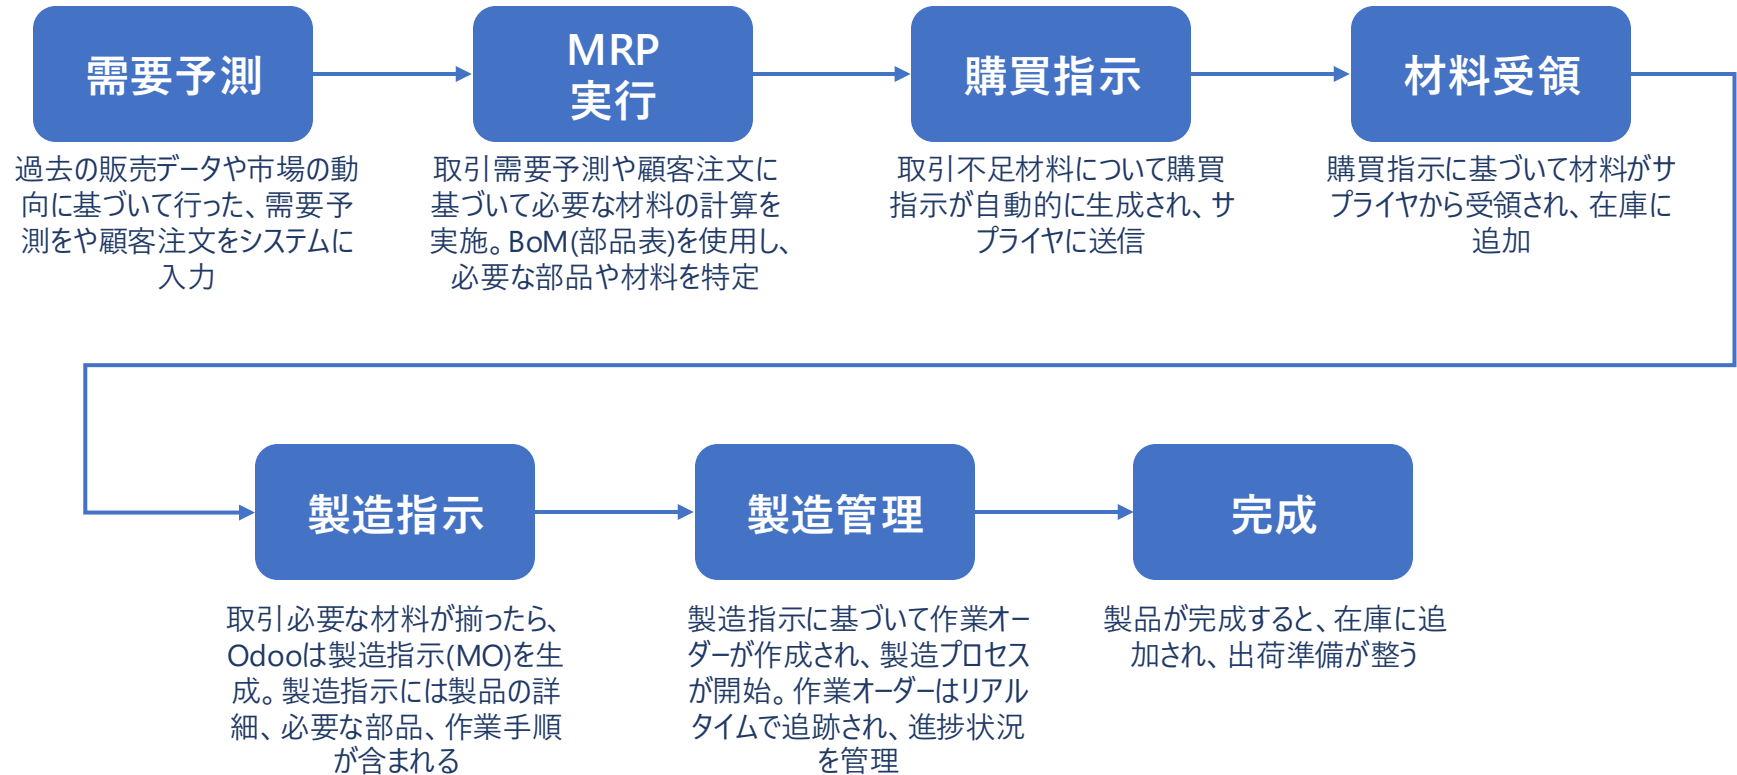 需要予測
過去の販売データや市場の動
向に基づいて行った、需要予
測をや顧客注文をシステムに
入力
MRP
実行
取引需要予測や顧客注文に
基づいて必要な材料の計算を
実施。BoM(部品表)を使用し、
必要な部品や材料を特定
購買指示
取引不足材料について購買
指示が自動的に生成され、サ
プライヤに送信
材料受領
購買指示に基づいて材料がサ
プライヤから受領され、在庫に
追加
製造指示
取引必要な材料が揃ったら、
Odooは製造指示(MO)を生
成。製造指示には製品の詳
細、必要な部品、作業手順
が含まれる
製造管理
製造指示に基づいて作業オー
ダーが作成され、製造プロセス
が開始。作業オーダーはリアル
タイムで追跡され、進捗状況
を管理
完成
製品が完成すると、在庫に追
加され、出荷準備が整う